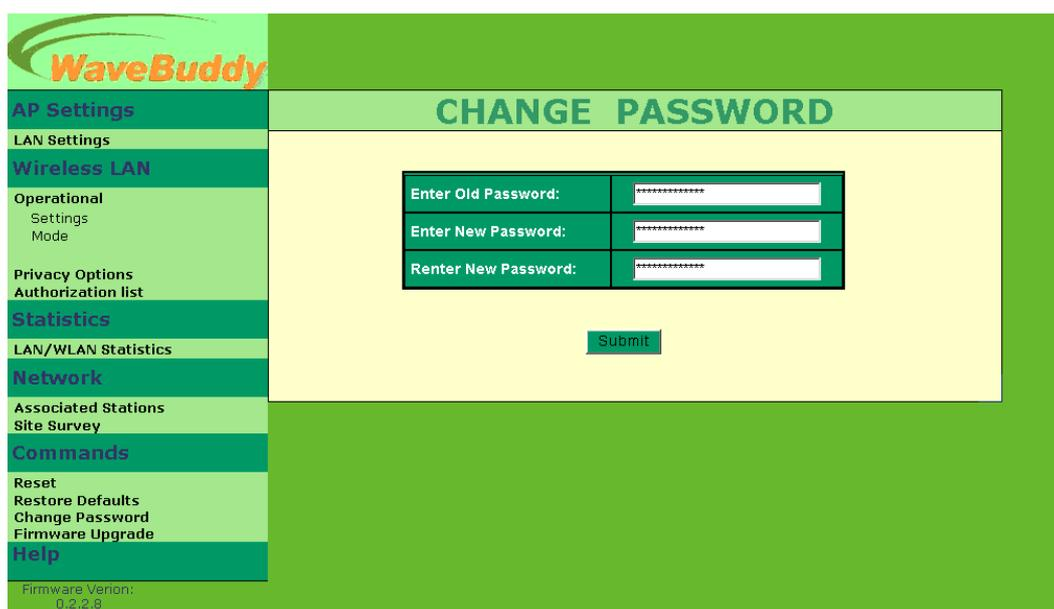 WaveBuddy
AP Settings
LAN Settings
Wireless LAN
Operational
Settings
Mode
Privacy Options
Authorization list
Statistics
LAN/WLAN Statistics
Network
Associated Stations
Site Survey
Commands
Reset
Restore Defaults
Change Password
Firmware Upgrade
Help
Firmware Verion:
0.2.2.8
CHANGE PASSWORD
Enter Old Password: *************
Enter New Password: *************
Renter New Password: *************
Submit